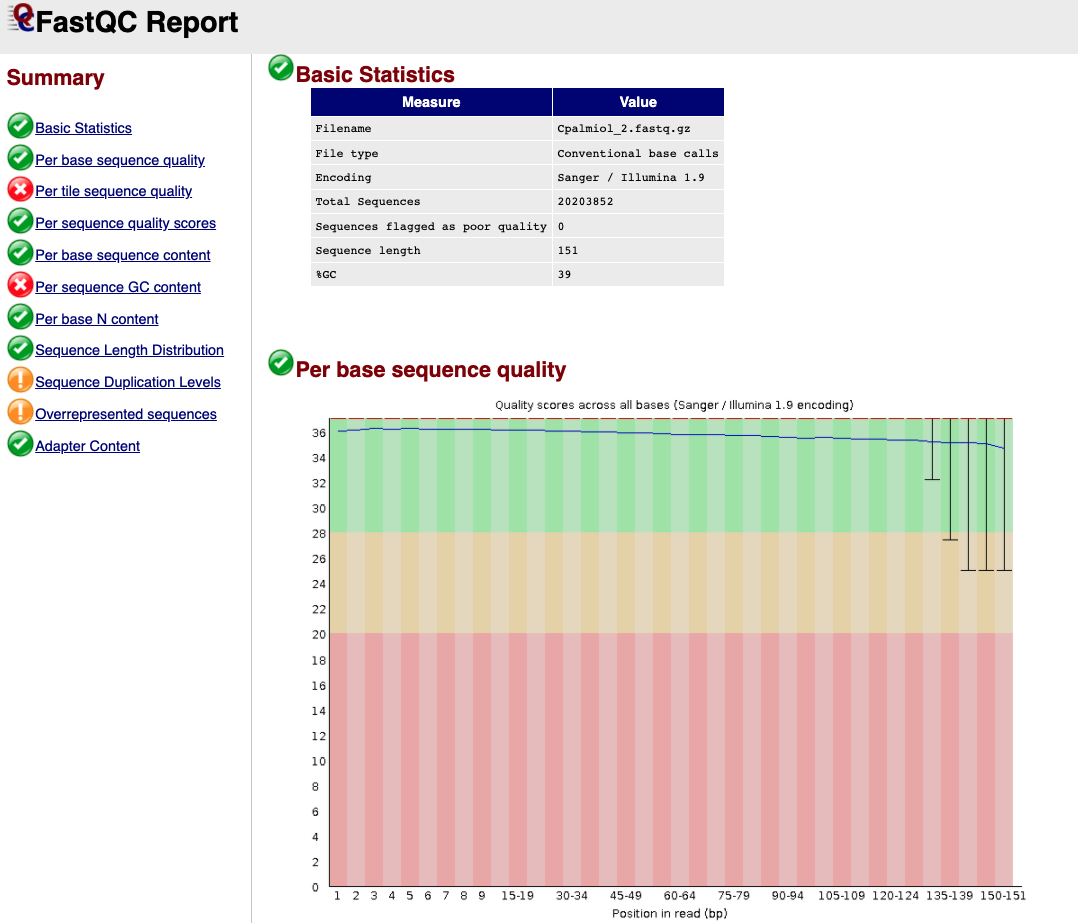 FastQC Report
Summary
Basic Statistics
Per base sequence quality
Per tile sequence quality
Per sequence quality scores
Per base sequence content
Per sequence GC content
Per base N content
Sequence Length Distribution
Sequence Duplication Levels
Overrepresented sequences
Adapter Content
Basic Statistics
Measure Value
Filename Cpalmiol_2.fastq.gz
File type Conventional base calls
Encoding Sanger / Illumina 1.9
Total Sequences 20203852
Sequences flagged as poor quality 0
Sequence length 151
%GC 39
Per base sequence quality
Quality scores across all bases (Sanger / Illumina 1.9 encoding)
36
34
32
30
28
26
24
22
20
18
16
14
12
10
8
6
4
2
0
1 2 3 4 5 6 7 8 9 15-19 30-34 45-49 60-64 75-79 90-94 105-109 120-124 135-139 150-151
Position in read (bp)